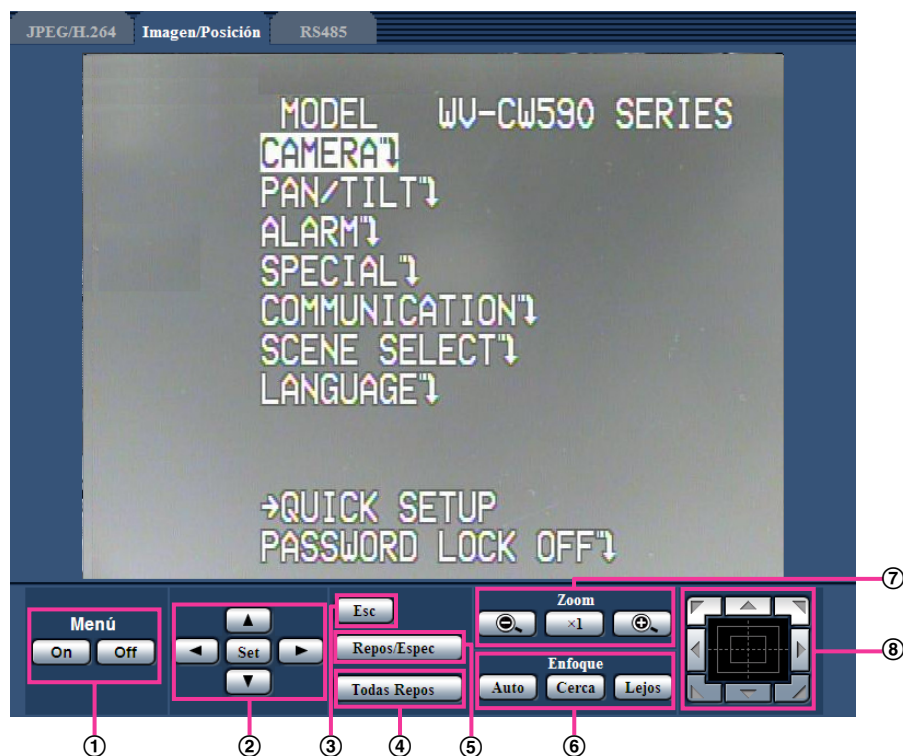 JPEG/H.264 Imagen/Posición RS485
MODEL WV-CW590 SERIES
CAMERA
PAN/TILT
ALARM
SPECIAL
COMMUNICATION
SCENE SELECT
LANGUAGE
→QUICK SETUP
PASSWORD LOCK OFF
Menú
On Off
Set
Esc
Repos/Espec
Todas Repos
Zoom
×1
Enfoque
Auto Cerca Lejos
⑦
⑧
① ② ③ ④ ⑤ ⑥